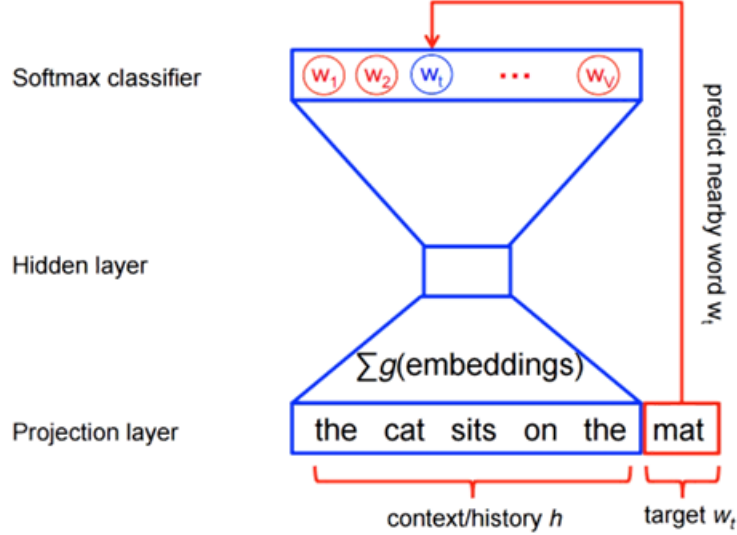 Softmax classifier
w₁ w₂ wₜ ... w_V
predict nearby word wₜ
Hidden layer
∑g(embeddings)
Projection layer
the cat sits on the mat
context/history h
target wₜ